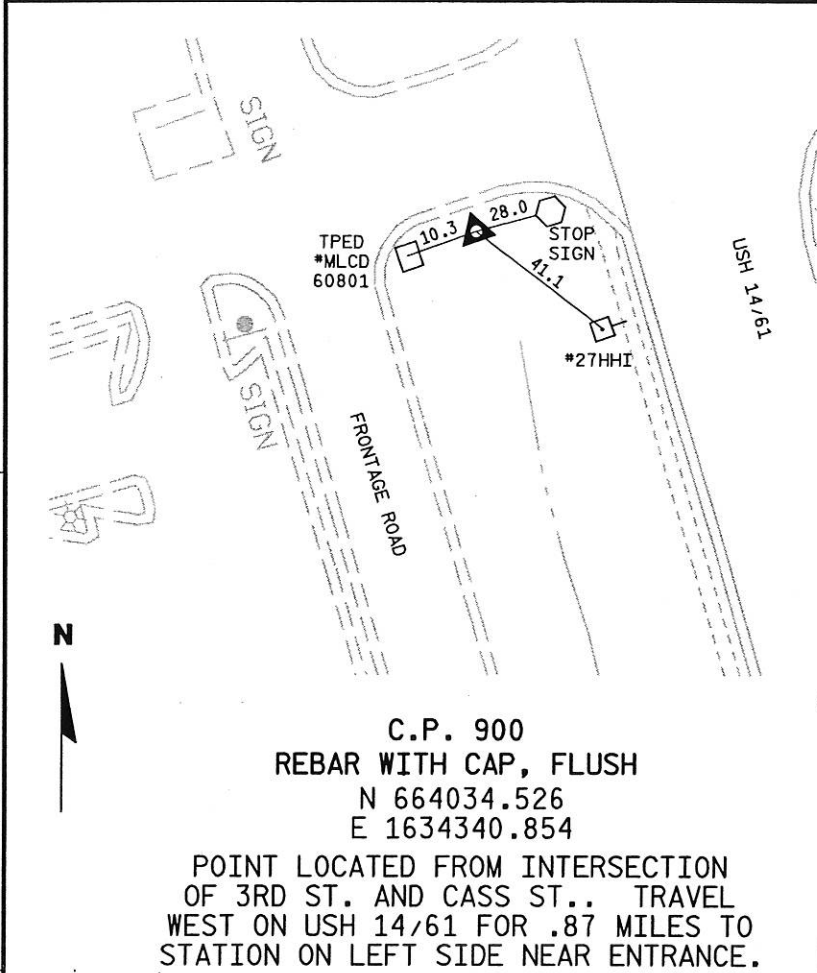 SIGN
TPED
#MLCD
60801
10.3
28.0
STOP
SIGN
41.1
#27HHI
USH 14/61
SIGN
FRONTAGE ROAD
N
C.P. 900
REBAR WITH CAP, FLUSH
N 664034.526
E 1634340.854
POINT LOCATED FROM INTERSECTION
OF 3RD ST. AND CASS ST.. TRAVEL
WEST ON USH 14/61 FOR .87 MILES TO
STATION ON LEFT SIDE NEAR ENTRANCE.